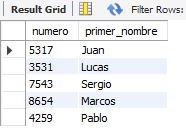 Result Grid Filter Rows:
numero primer_nombre
5317 Juan
3531 Lucas
7543 Sergio
8654 Marcos
4259 Pablo